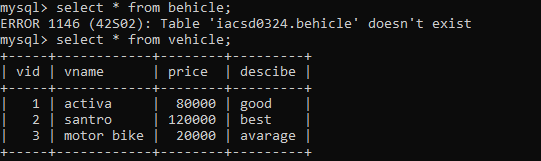 mysql> select * from behicle;
ERROR 1146 (42S02): Table 'iacsd0324.behicle' doesn't exist
mysql> select * from vehicle;
+-----+------------+--------+---------+
| vid | vname      | price  | descibe |
+-----+------------+--------+---------+
|   1 | activa     |  80000 | good    |
|   2 | santro     | 120000 | best    |
|   3 | motor bike |  20000 | avarage |
+-----+------------+--------+---------+